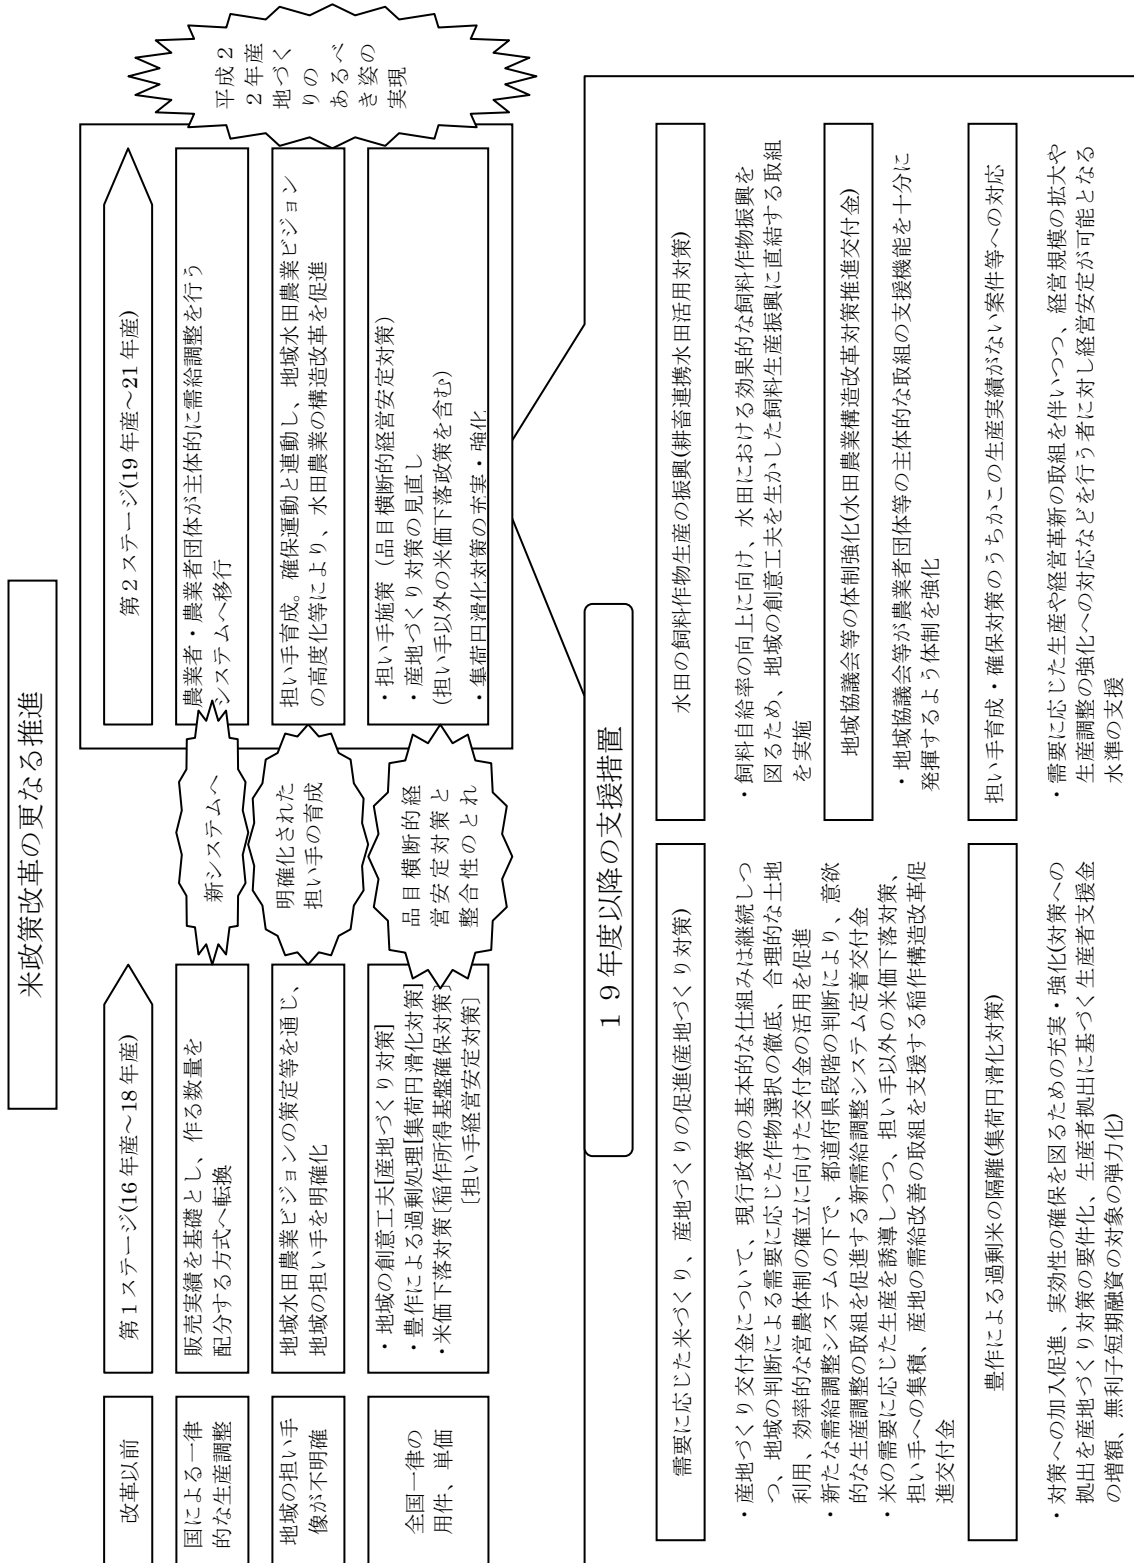 米政策改革の更なる推進
改革以前
第１ステージ(16 年産～18 年産)
第２ステージ(19 年産～21 年産)
国による一律
的な生産調整
販売実績を基礎とし、作る数量を
配分する方式へ転換
新システムへ
農業者・農業者団体が主体的に需給調整を行う
システムへ移行
地域の担い手
像が不明確
地域水田農業ビジョンの策定等を通じ、
地域の担い手を明確化
明確化された
担い手の育成
担い手育成。確保運動と連動し、地域水田農業ビジョン
の高度化等により、水田農業の構造改革を促進
全国一律の
用件、単価
・地域の創意工夫[産地づくり対策]
・豊作による過剰処理[集荷円滑化対策]
・米価下落対策〔稲作所得基盤確保対策〕
〔担い手経営安定対策〕
品目横断的経
営安定対策と
整合性のとれ
・担い手施策（品目横断的経営安定対策）
・産地づくり対策の見直し
(担い手以外の米価下落政策を含む)
・集荷円滑化対策の充実・強化
平成２
２年産
地づく
りの
あるべ
き姿の
実現
１９年度以降の支援措置
需要に応じた米づくり、産地づくりの促進(産地づくり対策)
・産地づくり交付金について、現行政策の基本的な仕組みは継続しつ
つ、地域の判断による需要に応じた作物選択の徹底、合理的な土地
利用、効率的な営農体制の確立に向けた交付金の活用を促進
・新たな需給調整システムの下で、都道府県段階の判断により、意欲
的な生産調整の取組を促進する新需給調整システム定着交付金
・米の需要に応じた生産を誘導しつつ、担い手以外の米価下落対策、
担い手への集積、産地の需給改善の取組を支援する稲作構造改革促
進交付金
豊作による過剰米の隔離(集荷円滑化対策)
・対策への加入促進、実効性の確保を図るための充実・強化(対策への
拠出を産地づくり対策の要件化、生産者拠出に基づく生産者支援金
の増額、無利子短期融資の対象の弾力化)
水田の飼料作物生産の振興(耕畜連携水田活用対策)
・飼料自給率の向上に向け、水田における効果的な飼料作物振興を
図るため、地域の創意工夫を生かした飼料生産振興に直結する取組
を実施
地域協議会等の体制強化(水田農業構造改革対策推進交付金)
・地域協議会等が農業者団体等の主体的な取組の支援機能を十分に
発揮するよう体制を強化
担い手育成・確保対策のうちかこの生産実績がない案件等への対応
・需要に応じた生産や経営革新の取組を伴いつつ、経営規模の拡大や
生産調整の強化への対応などを行う者に対し経営安定が可能となる
水準の支援